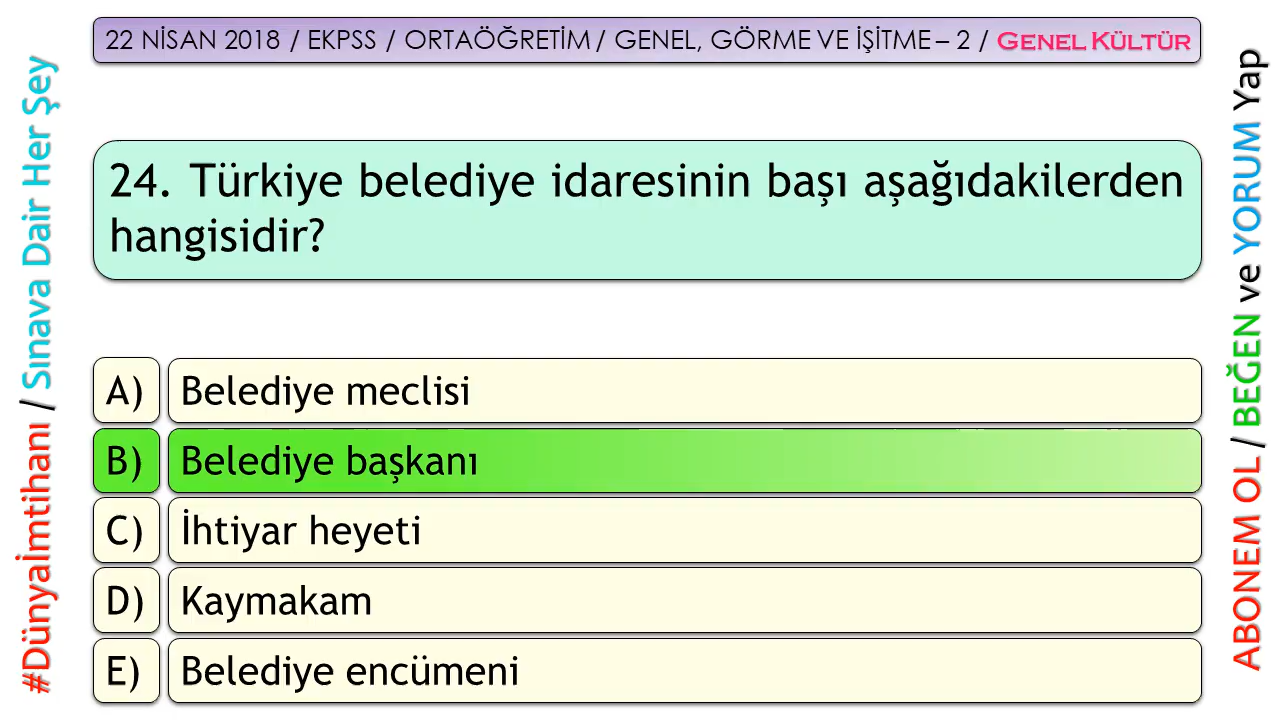 22 NİSAN 2018 / EKPSS / ORTAÖĞRETİM / GENEL, GÖRME VE İŞİTME – 2 / GENEL KÜLTÜR
#Dünyaİmtihanı / Sınava Dair Her Şey
24. Türkiye belediye idaresinin başı aşağıdakilerden
hangisidir?
A) Belediye meclisi
B) Belediye başkanı
C) İhtiyar heyeti
D) Kaymakam
E) Belediye encümeni
ABONEM OL / BEĞEN ve YORUM Yap